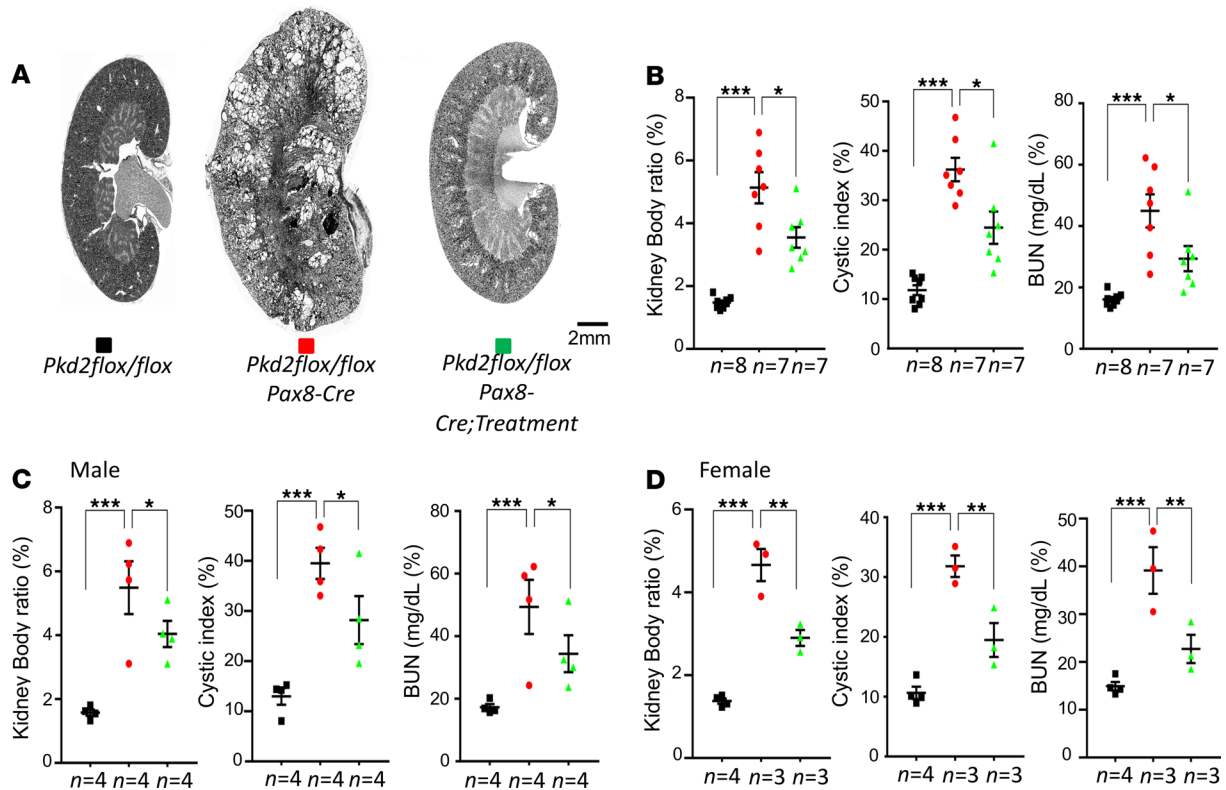 A
Pkd2flox/flox
Pkd2flox/flox
Pax8-Cre
Pkd2flox/flox
Pax8-
Cre;Treatment
2mm
B
Kidney Body ratio (%)
8
6
4
2
0
*** *
n=8 n=7 n=7
Cystic index (%)
50
40
30
20
10
0
*** *
n=8 n=7 n=7
BUN (mg/dL) (%)
80
60
40
20
0
*** *
n=8 n=7 n=7
C
Male
Kidney Body ratio (%)
8
6
4
2
0
*** *
n=4 n=4 n=4
Cystic index (%)
50
40
30
20
10
0
*** *
n=4 n=4 n=4
BUN (mg/dL) (%)
80
60
40
20
0
*** *
n=4 n=4 n=4
D
Female
Kidney Body ratio (%)
6
4
2
0
*** **
n=4 n=3 n=3
Cystic index (%)
40
30
20
10
0
*** **
n=4 n=3 n=3
BUN (mg/dL) (%)
50
40
30
20
10
0
*** **
n=4 n=3 n=3